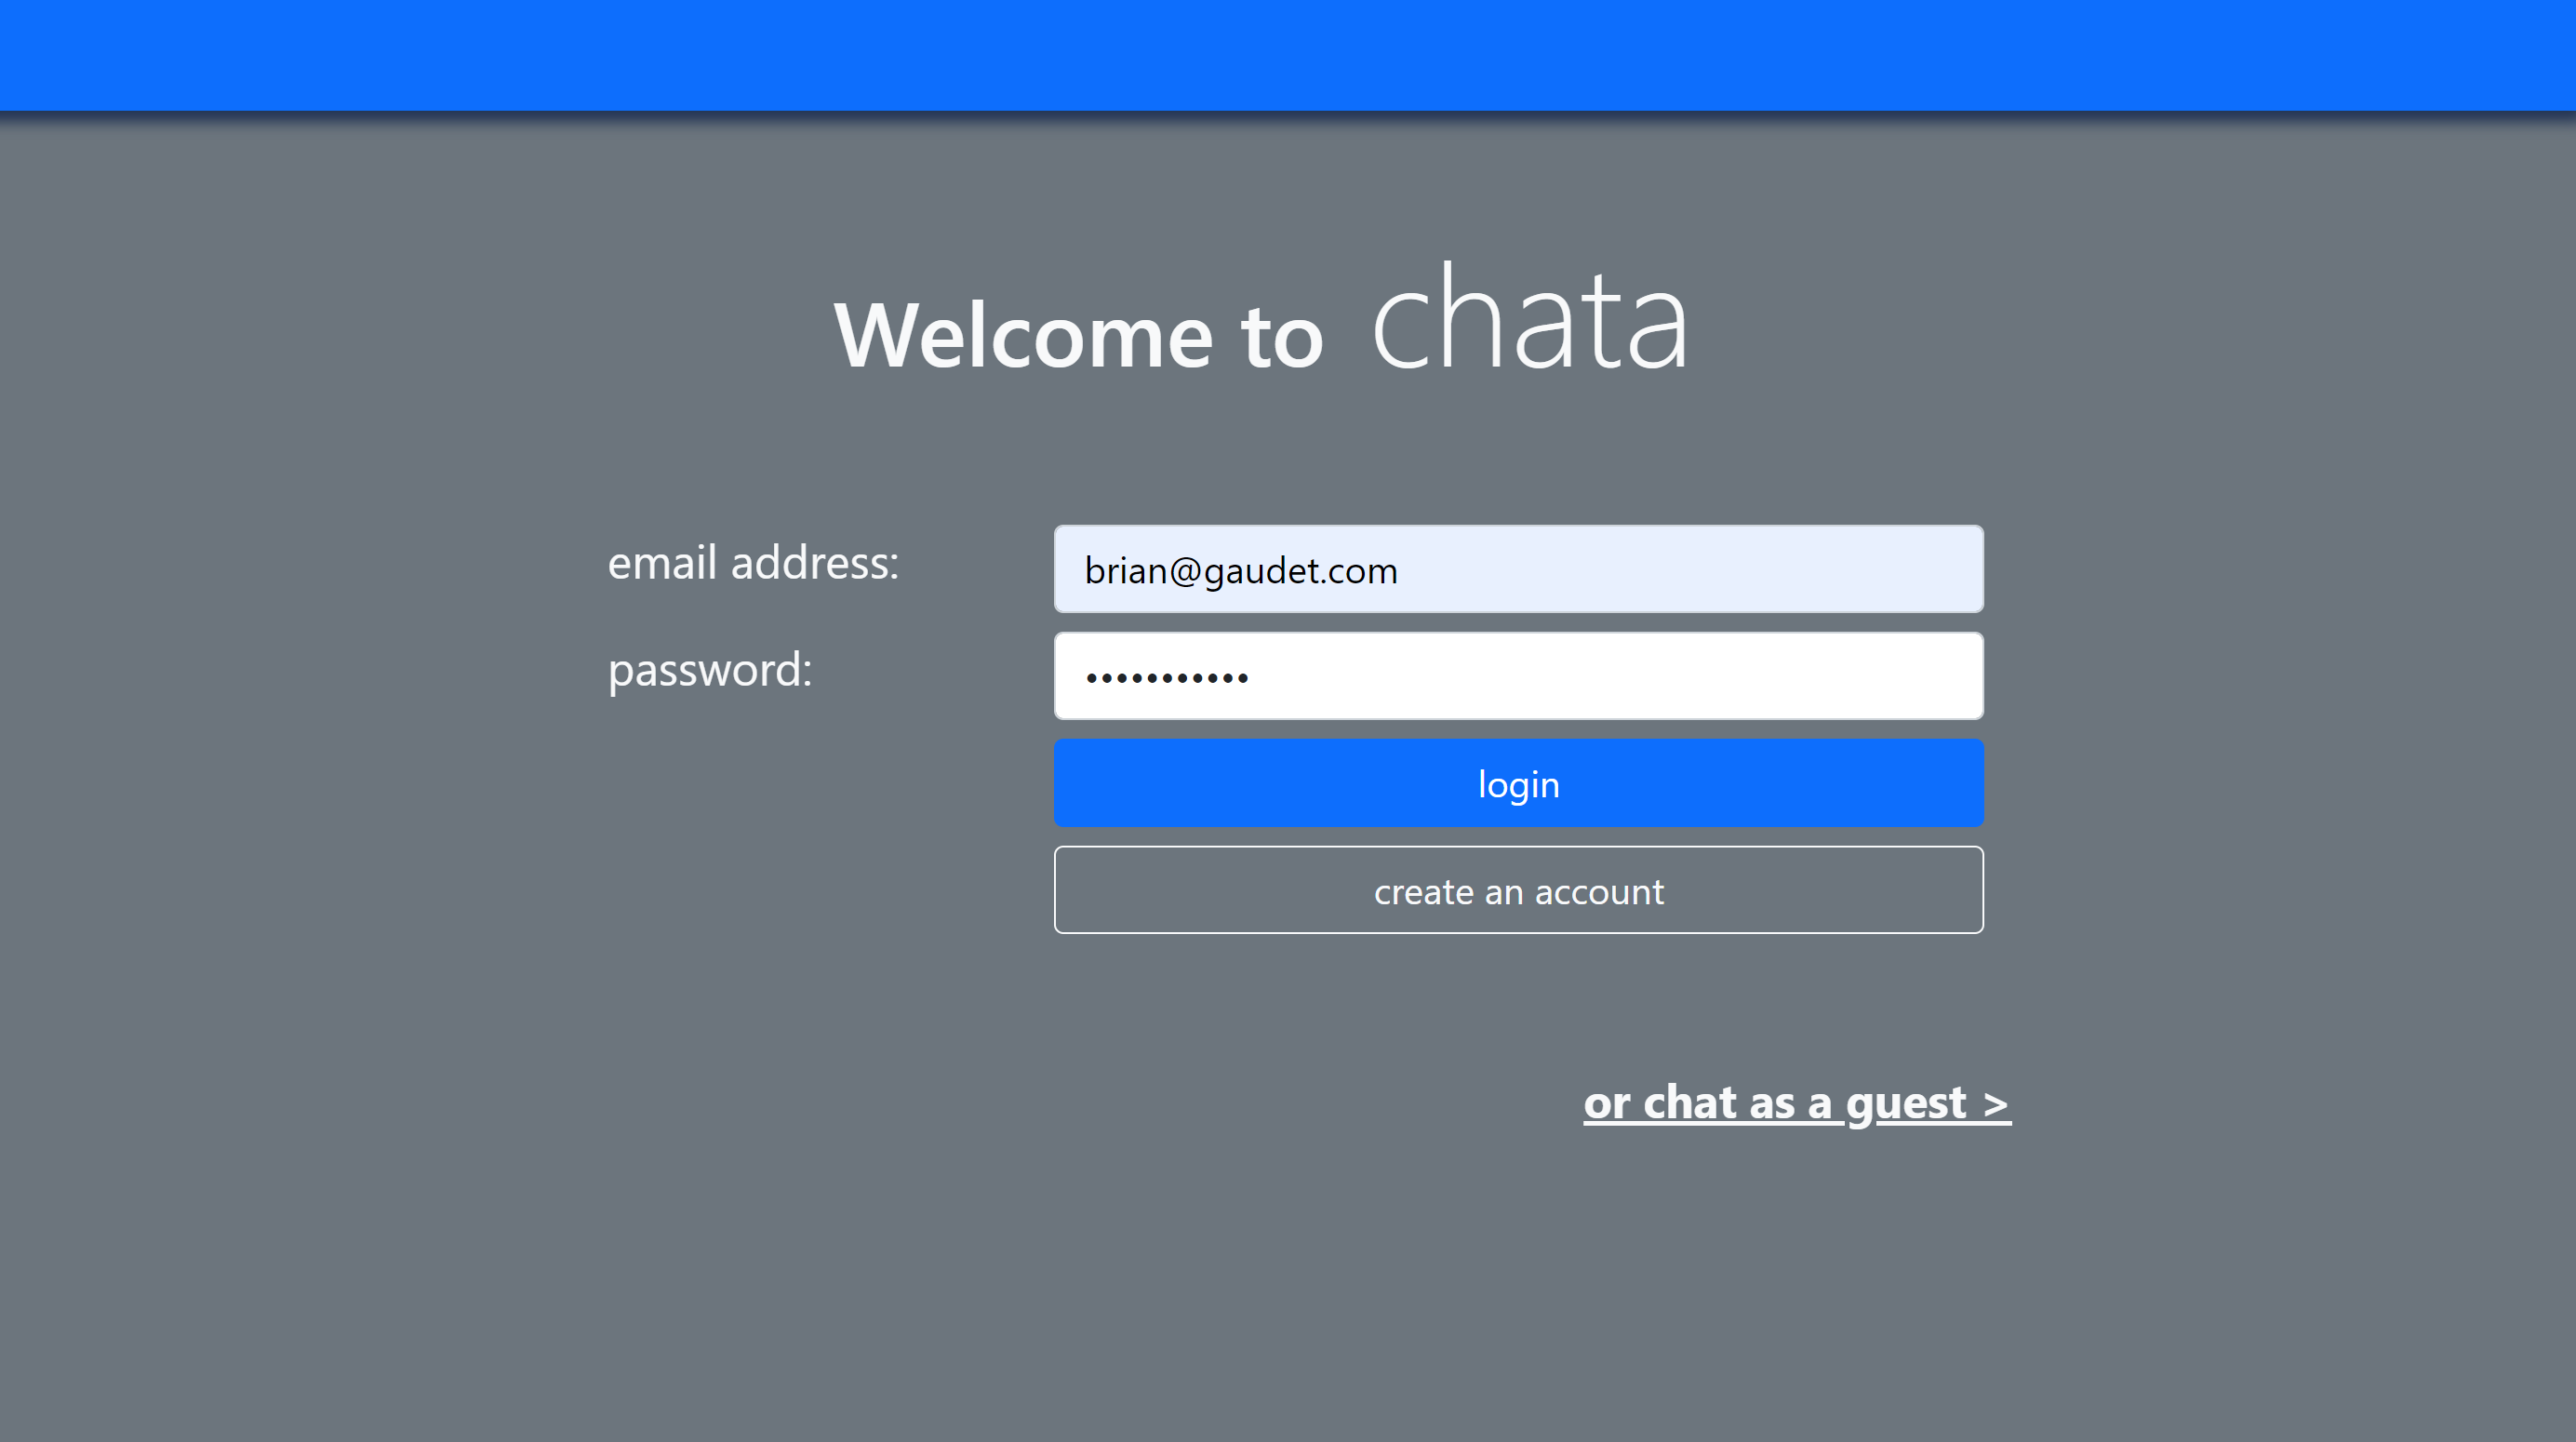 Welcome to chata
email address: brian@gaudet.com
password: •••••••••••
login
create an account
or chat as a guest >